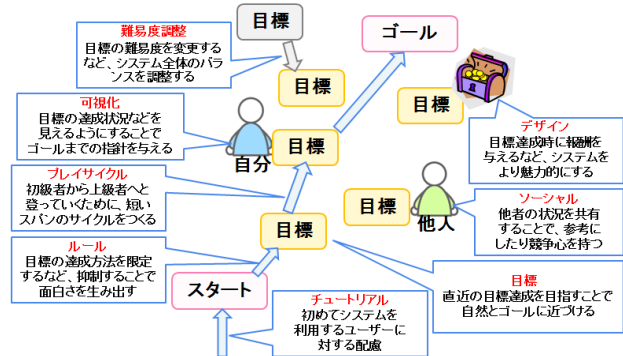 難易度調整
目標の難易度を変更する
など、システム全体のバラ
ンスを調整する
目標
ゴール
目標
目標
可視化
目標の達成状況などを
見えるようにすることで
ゴールまでの指針を与える
自分
目標
デザイン
目標達成時に報酬を
与えるなど、システムを
より魅力的にする
プレイサイクル
初級者から上級者へと
登っていくために、短い
スパンのサイクルをつくる
目標
他人
ソーシャル
他者の状況を共有
することで、参考に
したり競争心を持つ
目標
ルール
目標の達成方法を限定
するなど、抑制することで
面白さを生み出す
スタート
チュートリアル
初めてシステムを
利用するユーザーに
対する配慮
目標
直近の目標達成を目指すことで
自然とゴールに近づける